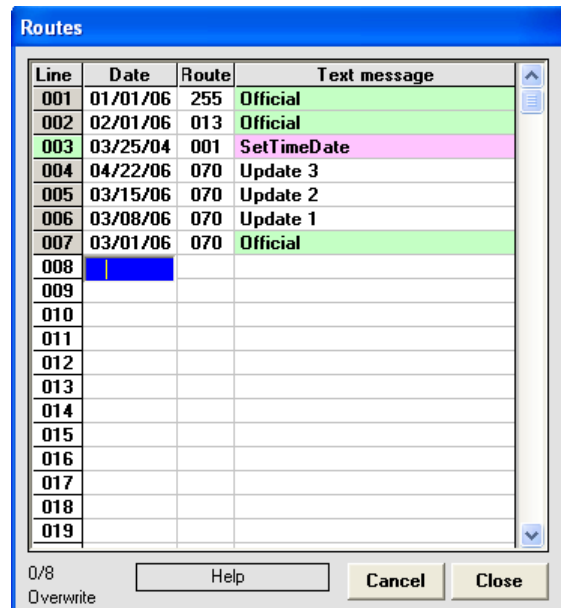 Routes
Line Date Route Text message
001 01/01/06 255 Official
002 02/01/06 013 Official
003 03/25/04 001 SetTimeDate
004 04/22/06 070 Update 3
005 03/15/06 070 Update 2
006 03/08/06 070 Update 1
007 03/01/06 070 Official
008
009
010
011
012
013
014
015
016
017
018
019
0/8 Help Cancel Close
Overwrite